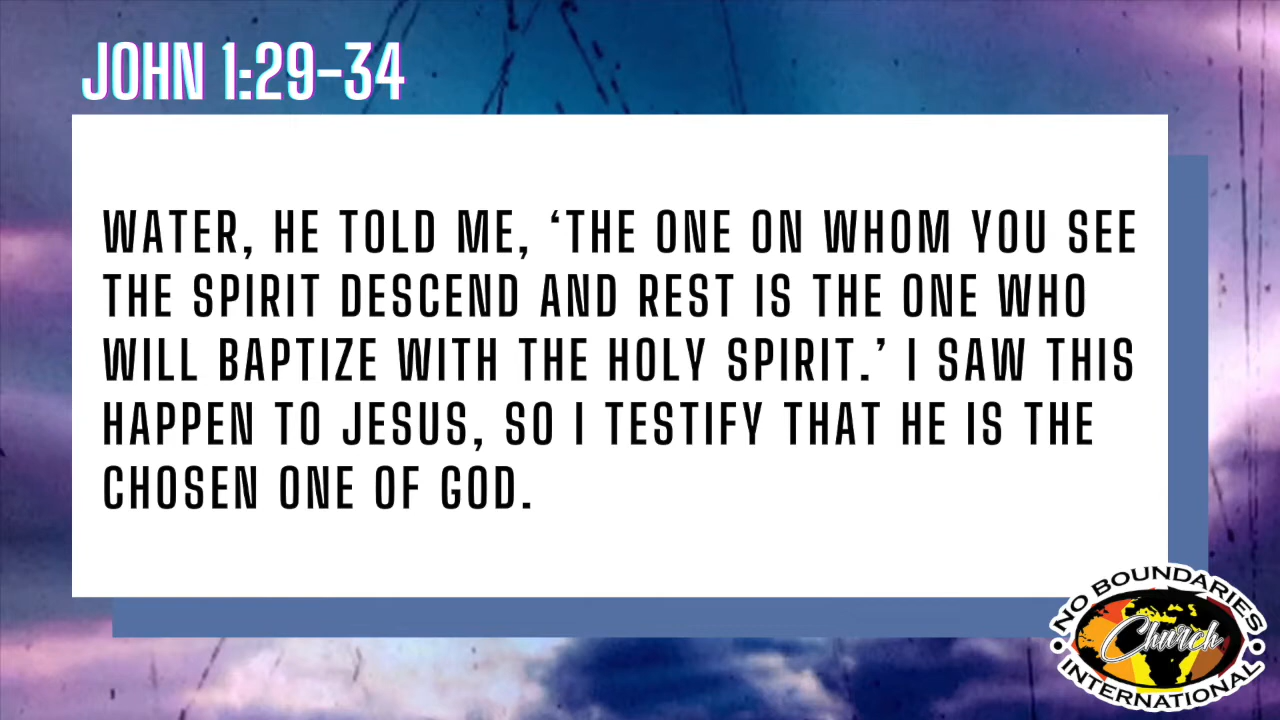 JOHN 1:29-34
WATER, HE TOLD ME, ‘THE ONE ON WHOM YOU SEE
THE SPIRIT DESCEND AND REST IS THE ONE WHO
WILL BAPTIZE WITH THE HOLY SPIRIT.’ I SAW THIS
HAPPEN TO JESUS, SO I TESTIFY THAT HE IS THE
CHOSEN ONE OF GOD.
NO BOUNDARIES
Church
INTERNATIONAL